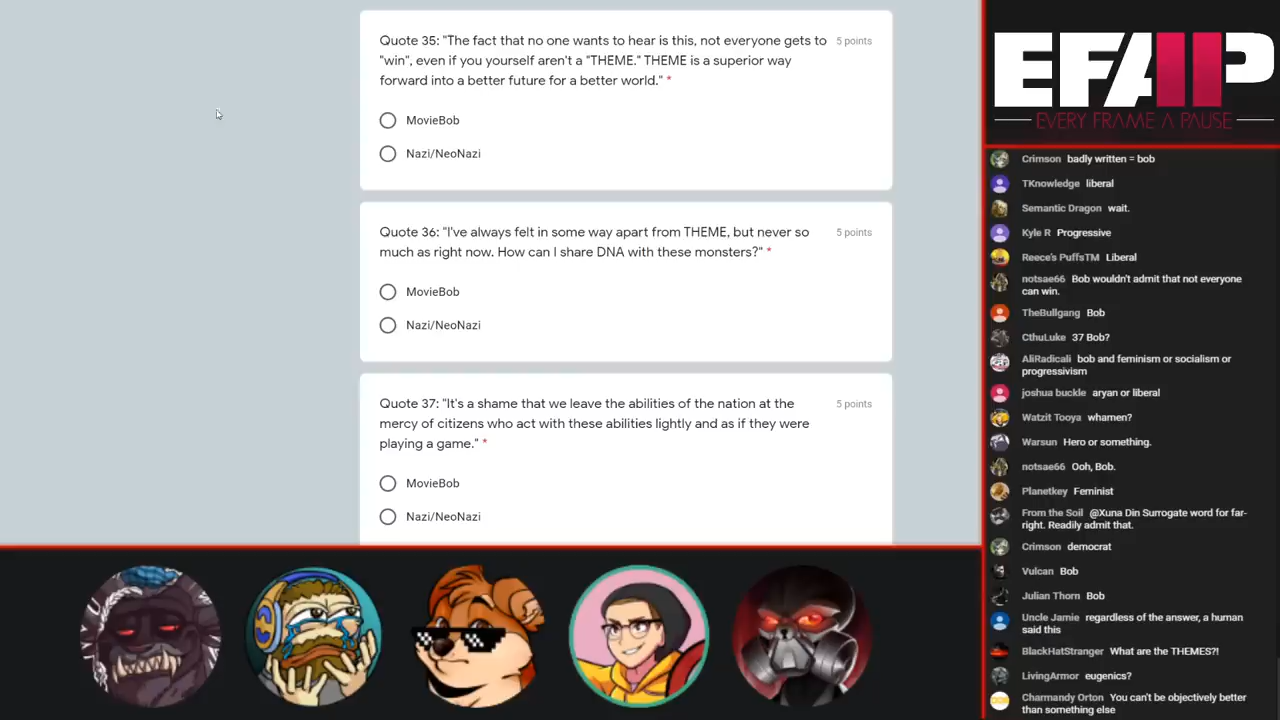 Quote 35: "The fact that no one wants to hear is this, not everyone gets to
"win", even if you yourself aren't a "THEME." THEME is a superior way
forward into a better future for a better world." *
5 points
MovieBob
Nazi/NeoNazi
Quote 36: "I've always felt in some way apart from THEME, but never so
much as right now. How can I share DNA with these monsters?" *
5 points
MovieBob
Nazi/NeoNazi
Quote 37: "It's a shame that we leave the abilities of the nation at the
mercy of citizens who act with these abilities lightly and as if they were
playing a game." *
5 points
MovieBob
Nazi/NeoNazi
EFAP
EVERY FRAME A PAUSE
Crimson badly written = bob
TKnowledge liberal
Semantic Dragon wait.
Kyle R Progressive
Reece's PuffsTM Liberal
notsae66 Bob wouldn't admit that not everyone
can win.
TheBullgang Bob
CthuLuke 37 Bob?
AliRadicali bob and feminism or socialism or
progressivism
joshua buckle aryan or liberal
Watzit Tooya whamen?
Warsun Hero or something.
notsae66 Ooh, Bob.
Planetkey Feminist
From the Soil @Xuna Din Surrogate word for far-
right. Readily admit that.
Crimson democrat
Vulcan Bob
Julian Thorn Bob
Uncle Jamie regardless of the answer, a human
said this
BlackHatStranger What are the THEMES?!
LivingArmor eugenics?
Charmandy Orton You can't be objectively better
than something else